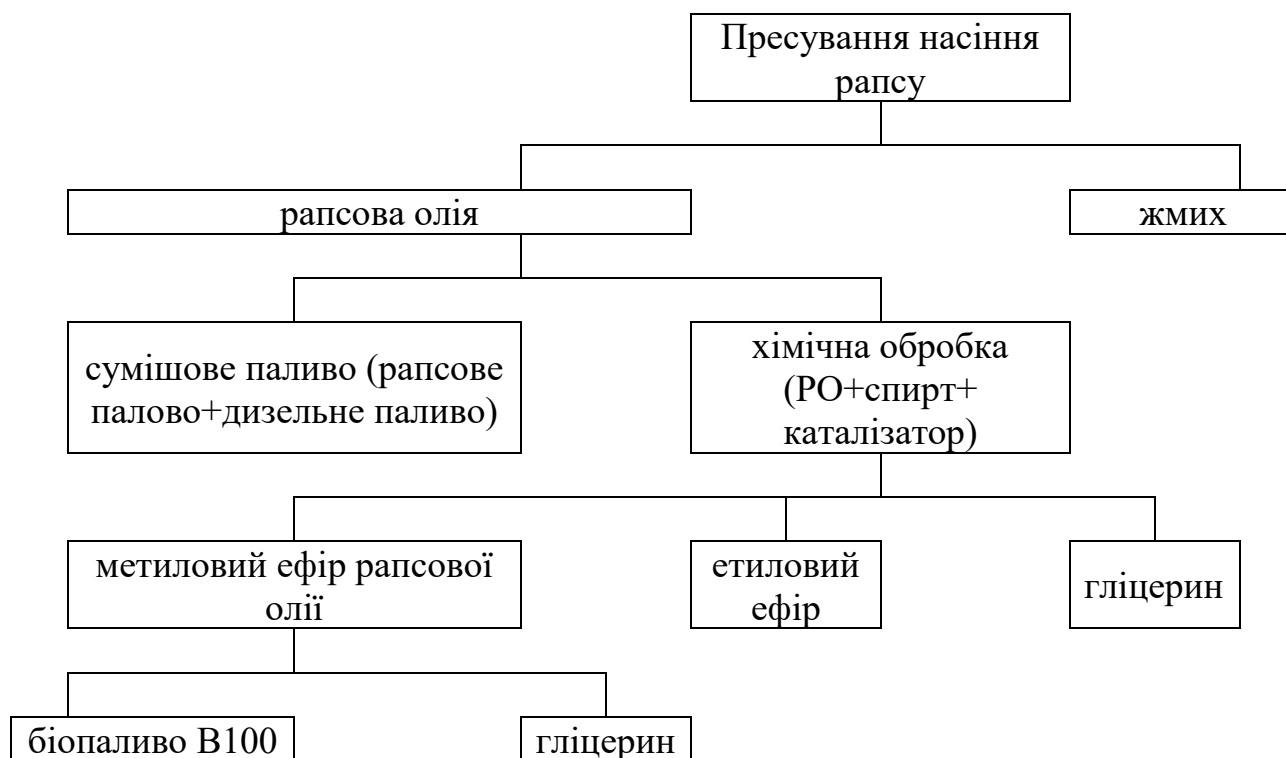 Пресування насіння
рапсу
рапсова олія
жмих
сумішове паливо (рапсове
палово+дизельне паливо)
хімічна обробка
(РО+спирт+
каталізатор)
метиловий ефір рапсової
олії
етиловий
ефір
гліцерин
біопаливо В100
гліцерин